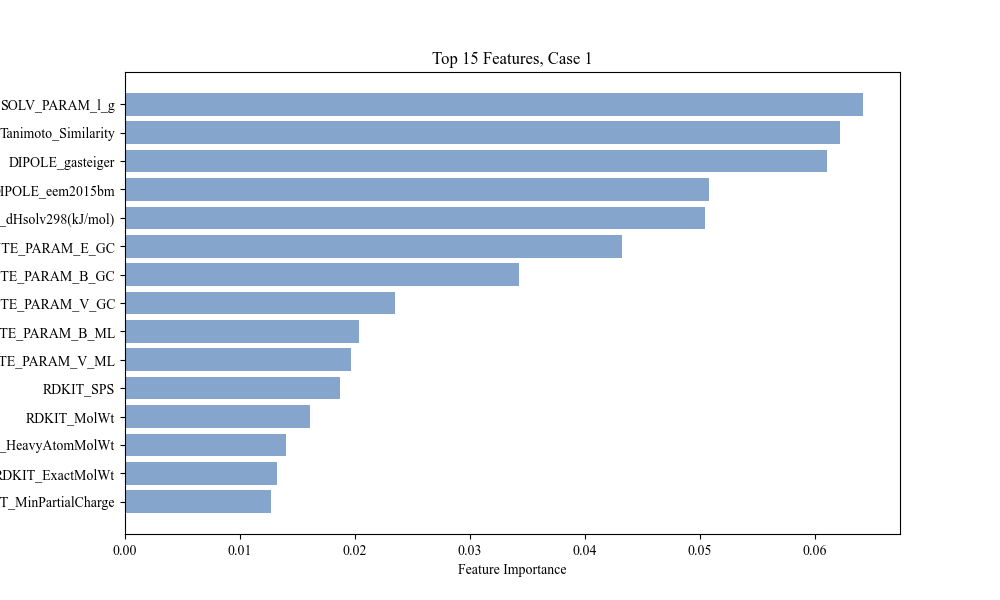 Top 15 Features, Case 1
SOLV_PARAM_l_g
Tanimoto_Similarity
DIPOLE_gasteiger
IPOLE_eem2015bm
_dHsolv298(kJ/mol)
TE_PARAM_E_GC
TE_PARAM_B_GC
TE_PARAM_V_GC
TE_PARAM_B_ML
TE_PARAM_V_ML
RDKIT_SPS
RDKIT_MolWt
_HeavyAtomMolWt
RDKIT_ExactMolWt
T_MinPartialCharge
0.00 0.01 0.02 0.03 0.04 0.05 0.06
Feature Importance